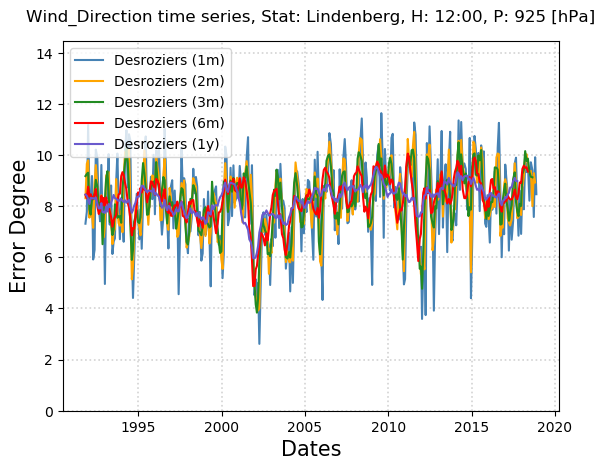 Wind_Direction time series, Stat: Lindenberg, H: 12:00, P: 925 [hPa]
14
12
10
8
6
4
2
0
Error Degree
Desroziers (1m)
Desroziers (2m)
Desroziers (3m)
Desroziers (6m)
Desroziers (1y)
1995
2000
2005
2010
2015
2020
Dates